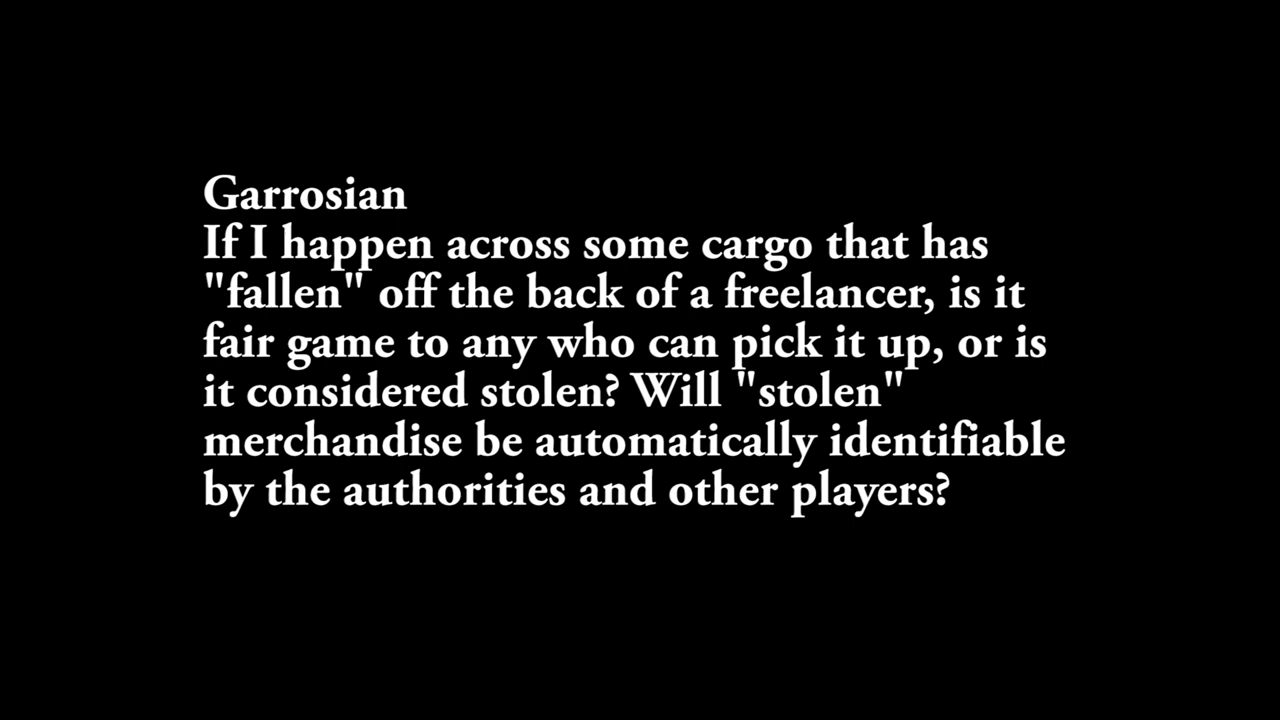 Garrosian
If I happen across some cargo that has
"fallen" off the back of a freelancer, is it
fair game to any who can pick it up, or is
it considered stolen? Will "stolen"
merchandise be automatically identifiable
by the authorities and other players?